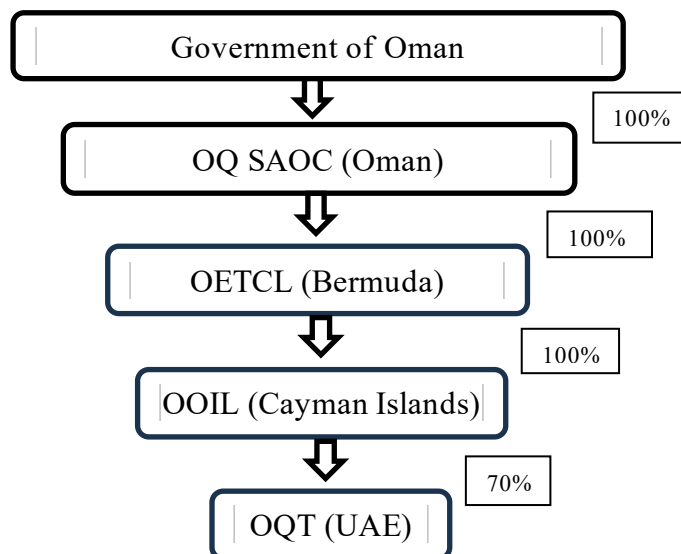 Government of Oman
100%
OQ SAOC (Oman)
100%
OETCL (Bermuda)
100%
OOIL (Cayman Islands)
70%
OQT (UAE)